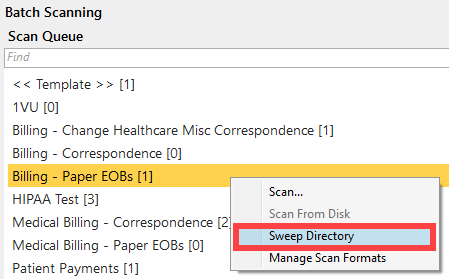 Batch Scanning
Scan Queue
Find
<< Template >> [1]
1VU [0]
Billing - Change Healthcare Misc Correspondence [1]
Billing - Correspondence [0]
Billing - Paper EOBs [1]
HIPAA Test [3]
Medical Billing - Correspondence [2]
Medical Billing - Paper EOBs [0]
Patient Payments [1]
Scan...
Scan From Disk
Sweep Directory
Manage Scan Formats